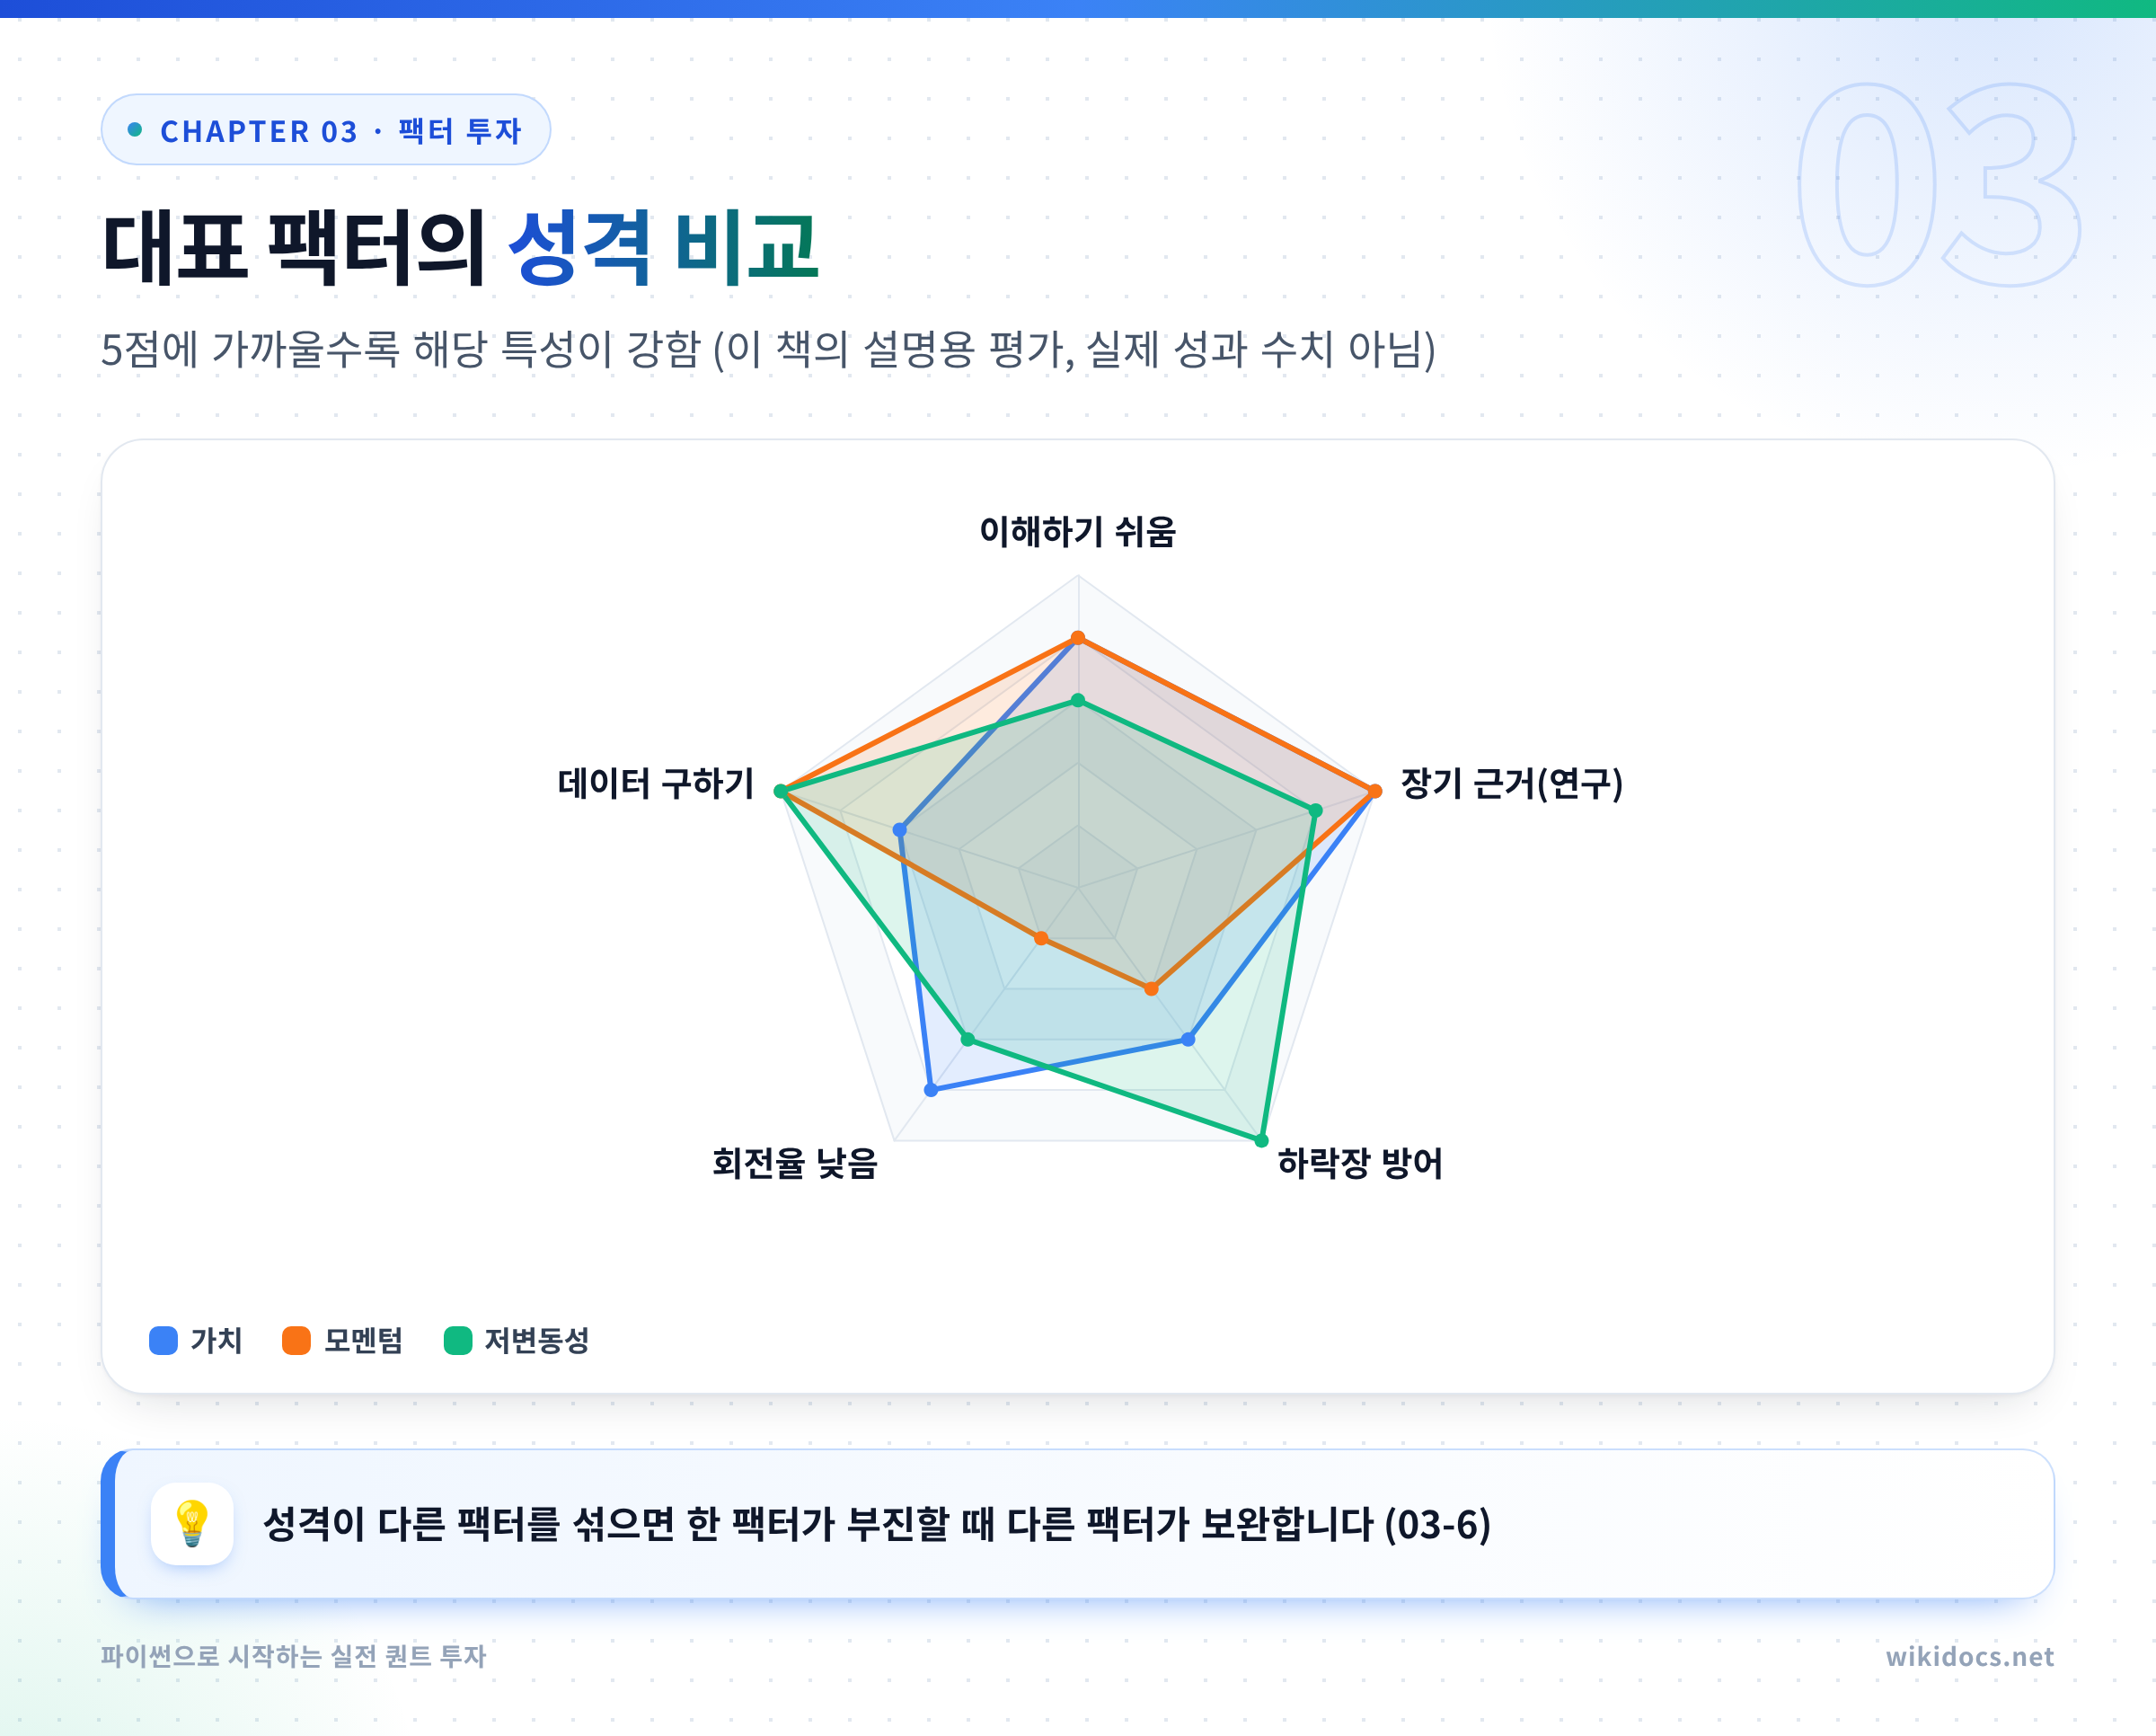 CHAPTER 03 · 팩터 투자
03
대표 팩터의 성격 비교
5점에 가까울수록 해당 특성이 강함 (이 책의 설명용 평가, 실제 성과 수치 아님)
이해하기 쉬움
데이터 구하기
장기 근거(연구)
회전율 낮음
하락장 방어
가치
모멘텀
저변동성
💡 성격이 다른 팩터를 섞으면 한 팩터가 부진할 때 다른 팩터가 보완합니다 (03-6)
파이썬으로 시작하는 실전 퀀트 투자
wikidocs.net